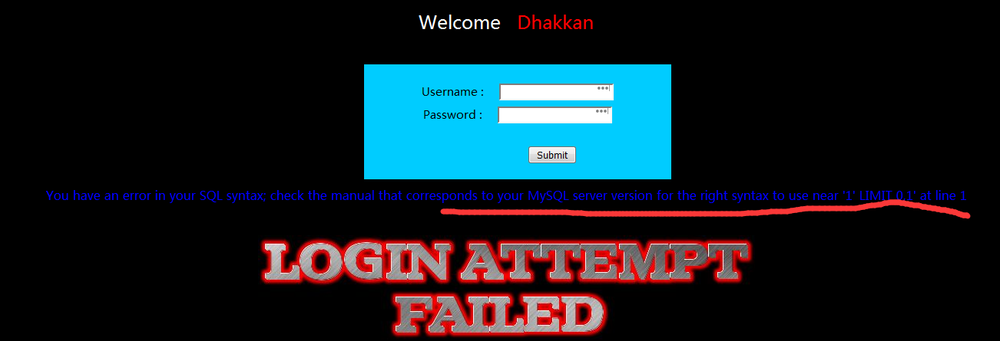 Welcome Dhakkan
Username :
Password :
Submit
You have an error in your SQL syntax; check the manual that corresponds to your MySQL server version for the right syntax to use near '1' LIMIT 0,1' at line 1
LOGIN ATTEMPT
FAILED